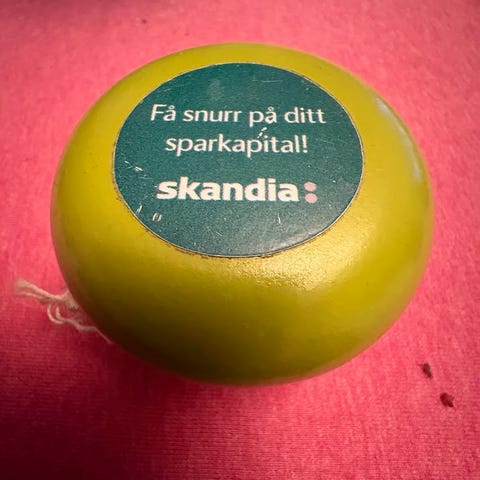 Få snurr på ditt
sparkapital!
skandia: